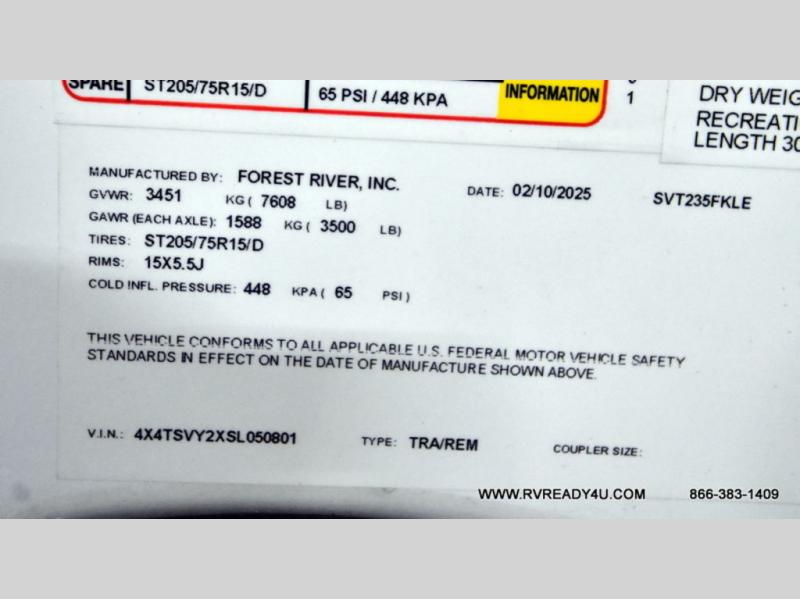 SPARE ST205/75R15/D 65 PSI / 448 KPA INFORMATION
1
DRY WEIG
RECREATI
LENGTH 30
MANUFACTURED BY: FOREST RIVER, INC.
GVWR: 3451 KG ( 7608 LB) DATE: 02/10/2025 SVT235FKLE
GAWR (EACH AXLE): 1588 KG ( 3500 LB)
TIRES: ST205/75R15/D
RIMS: 15X5.5J
COLD INFL. PRESSURE: 448 KPA ( 65 PSI )
THIS VEHICLE CONFORMS TO ALL APPLICABLE U.S. FEDERAL MOTOR VEHICLE SAFETY
STANDARDS IN EFFECT ON THE DATE OF MANUFACTURE SHOWN ABOVE.
V.I.N.: 4X4TSVY2XSL050801 TYPE: TRA/REM COUPLER SIZE:
WWW.RVREADY4U.COM 866-383-1409